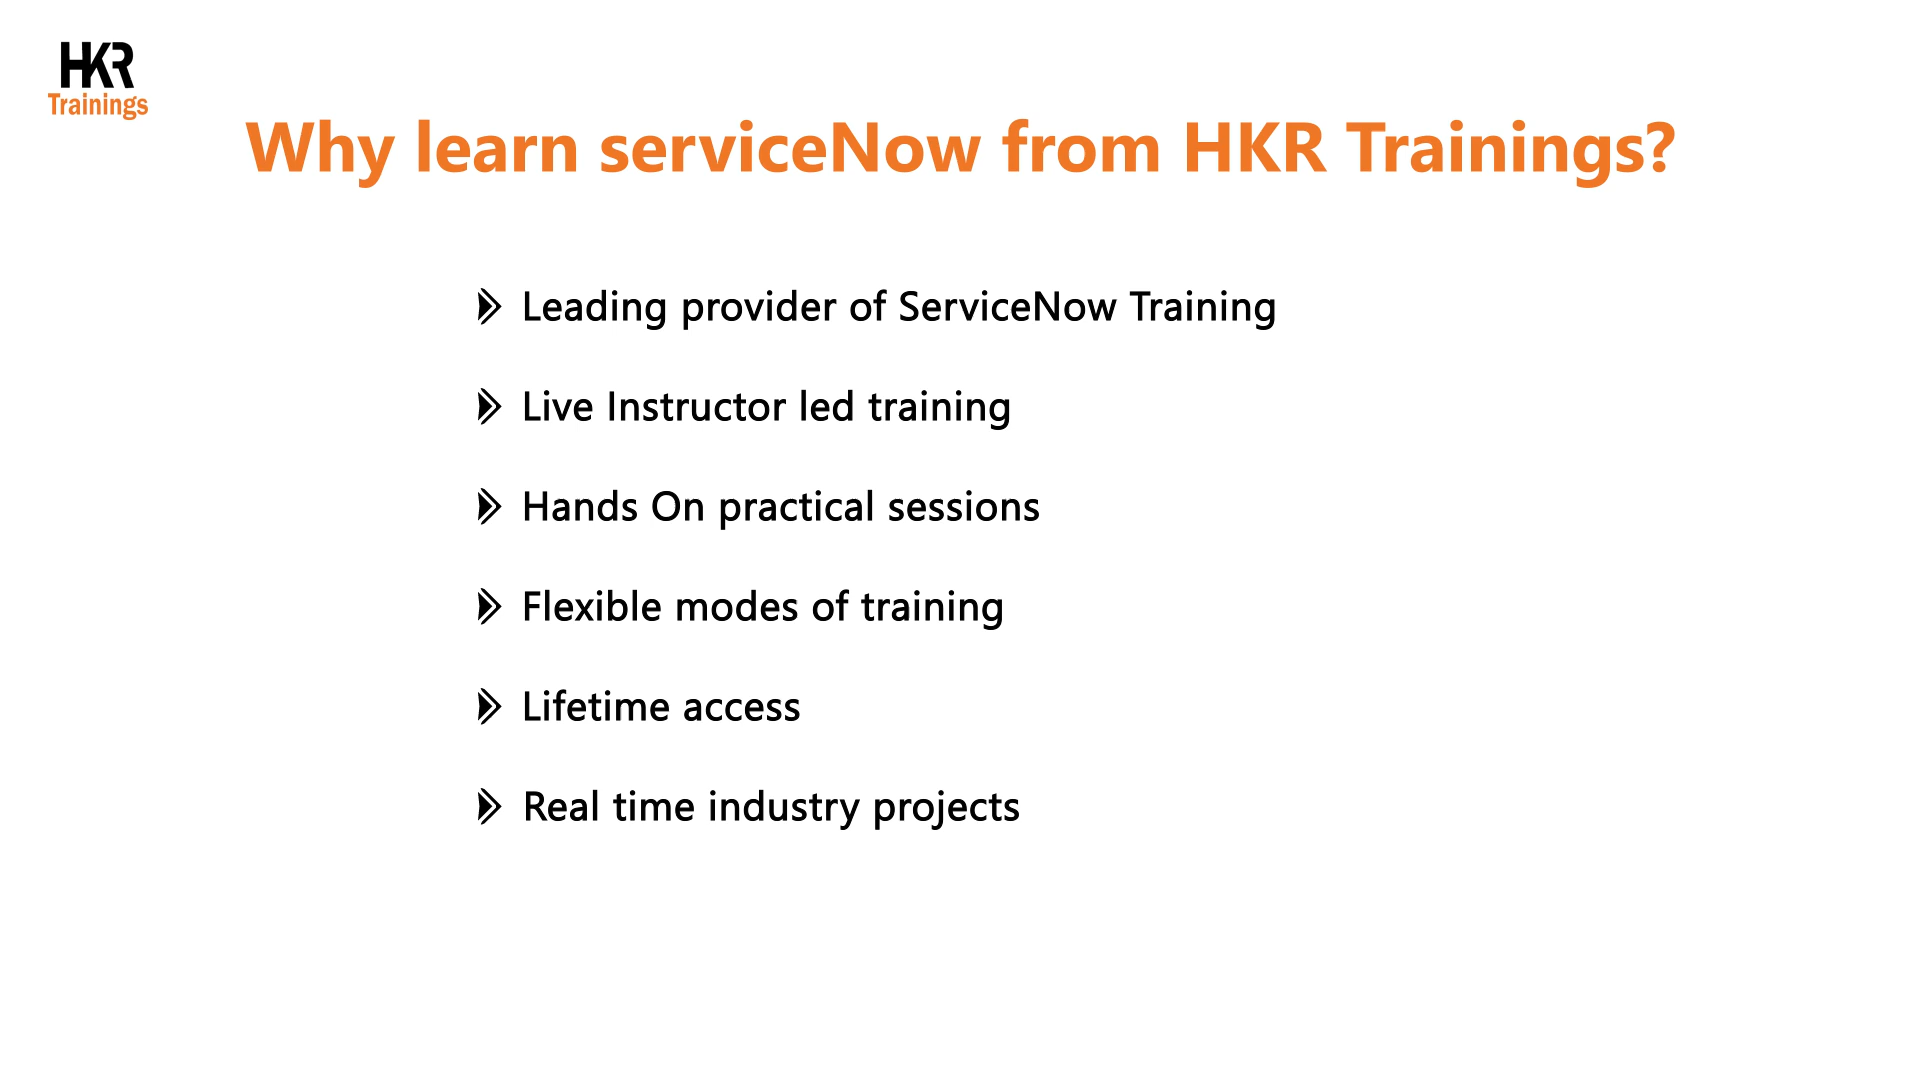 HKR
Trainings
Why learn serviceNow from HKR Trainings?
Leading provider of ServiceNow Training
Live Instructor led training
Hands On practical sessions
Flexible modes of training
Lifetime access
Real time industry projects